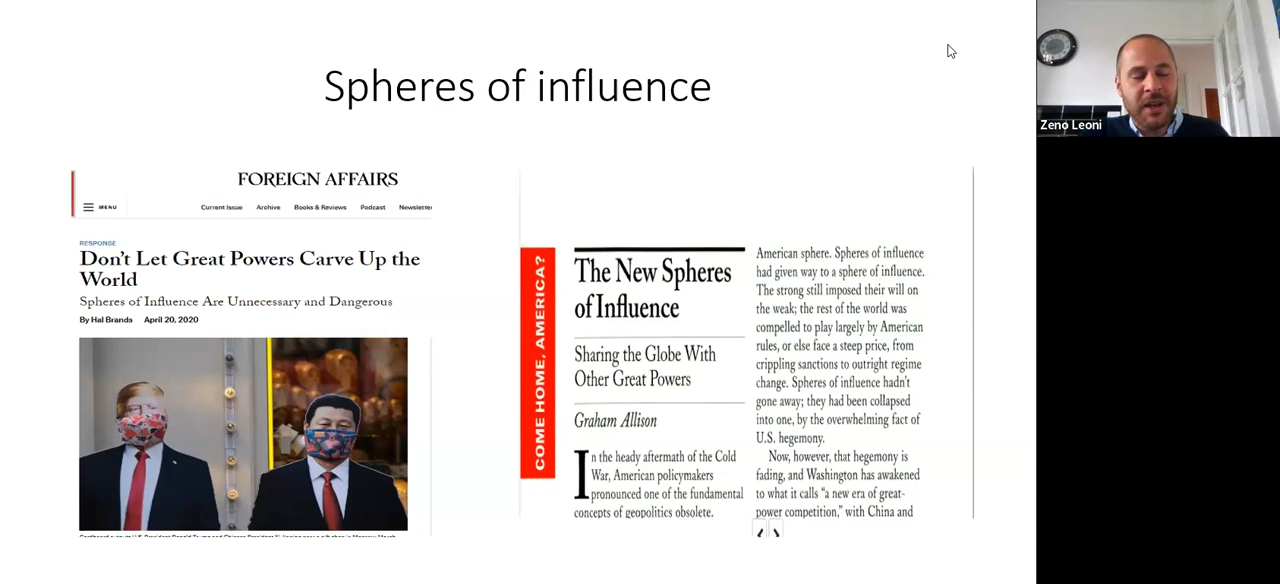 Spheres of influence
FOREIGN AFFAIRS
MENU
Current Issue Archive Books & Reviews Podcast Newsletter
RESPONSE
Don't Let Great Powers Carve Up the
World
Spheres of Influence Are Unnecessary and Dangerous
By Hal Brands April 20, 2020
COME HOME, AMERICA?
The New Spheres
of Influence
Sharing the Globe With
Other Great Powers
Graham Allison
In the heady aftermath of the Cold
War, American policymakers
pronounced one of the fundamental
concepts of geopolitics obsolete.
American sphere. Spheres of influence
had given way to a sphere of influence.
The strong still imposed their will on
the weak; the rest of the world was
compelled to play largely by American
rules, or else face a steep price, from
crippling sanctions to outright regime
change. Spheres of influence hadn't
gone away; they had been collapsed
into one, by the overwhelming fact of
U.S. hegemony.
Now, however, that hegemony is
fading, and Washington has awakened
to what it calls "a new era of great-
power competition," with China and
Zeno Leoni